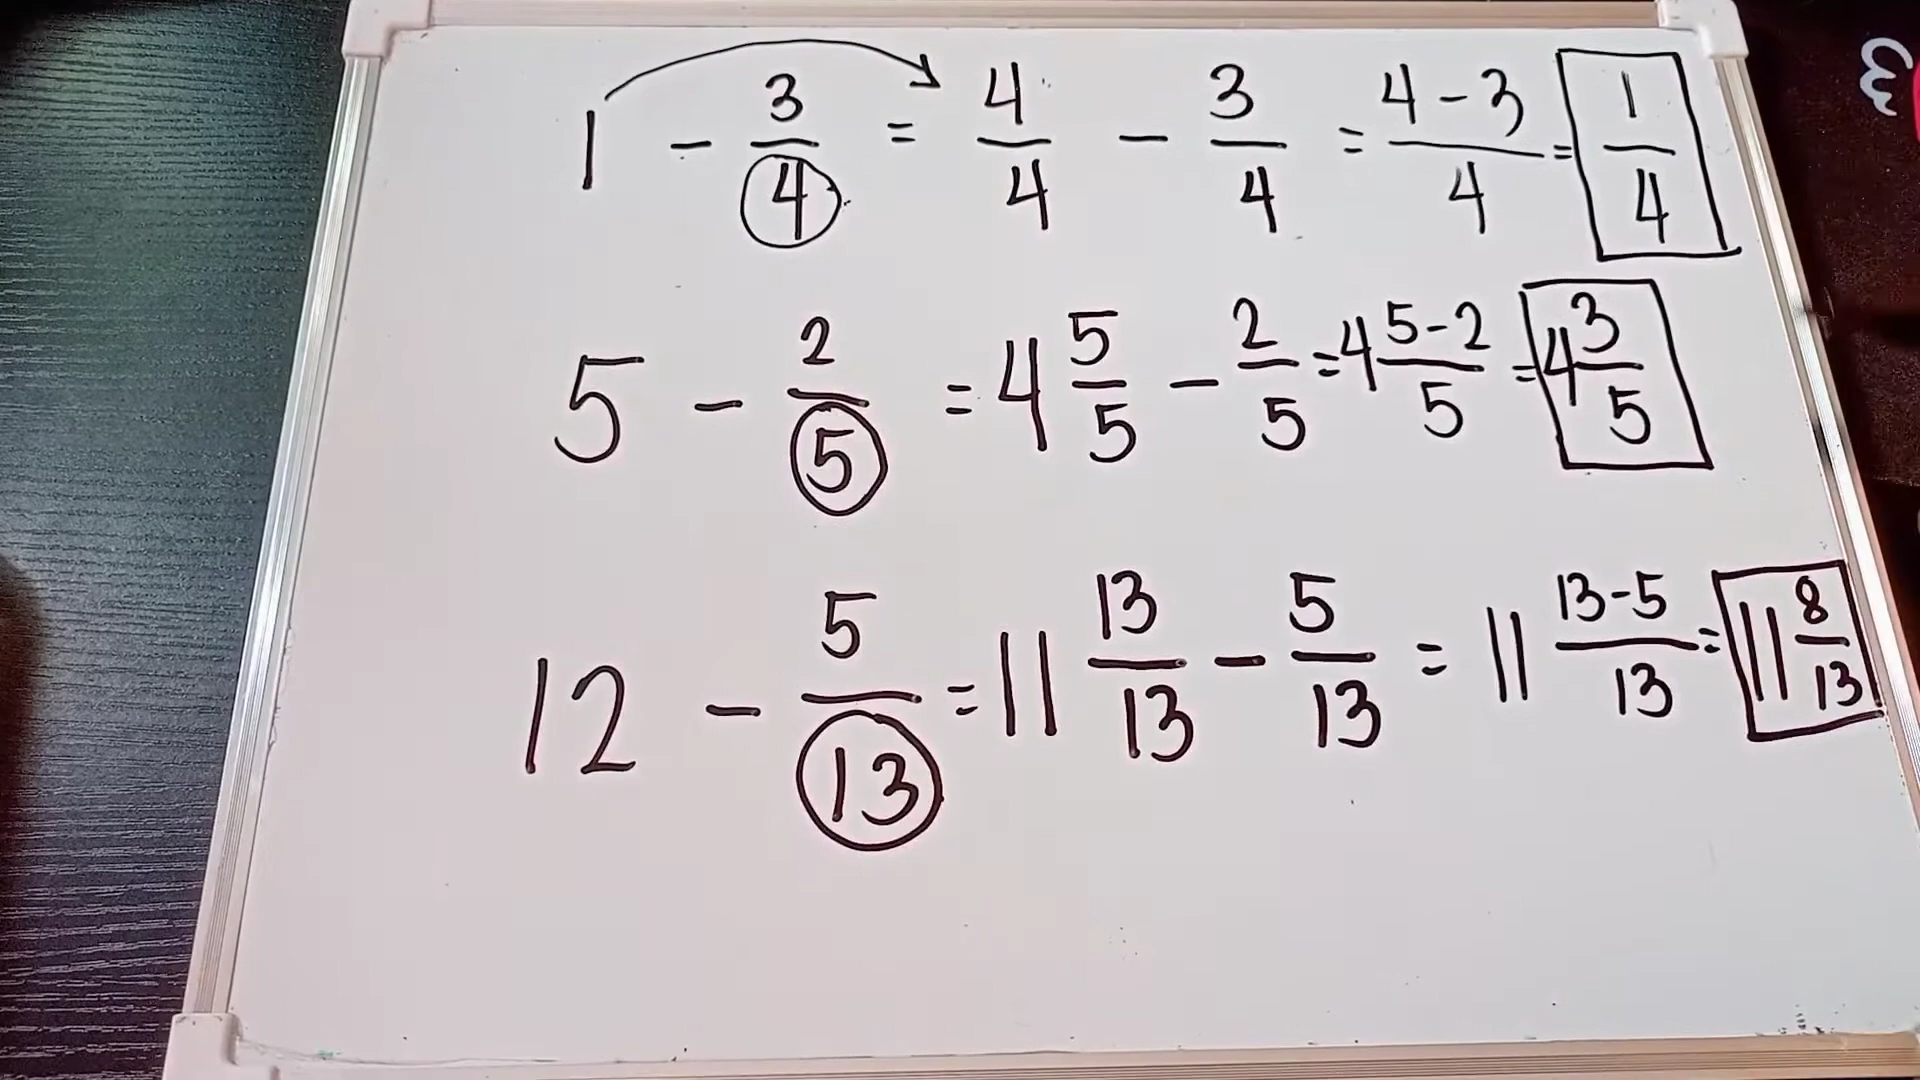 1 - 3/4 = 4/4 - 3/4 = 4-3/4 = 1/4
5 - 2/5 = 4 5/5 - 2/5 = 4 5-2/5 = 4 3/5
12 - 5/13 = 11 13/13 - 5/13 = 11 13-5/13 = 11 8/13